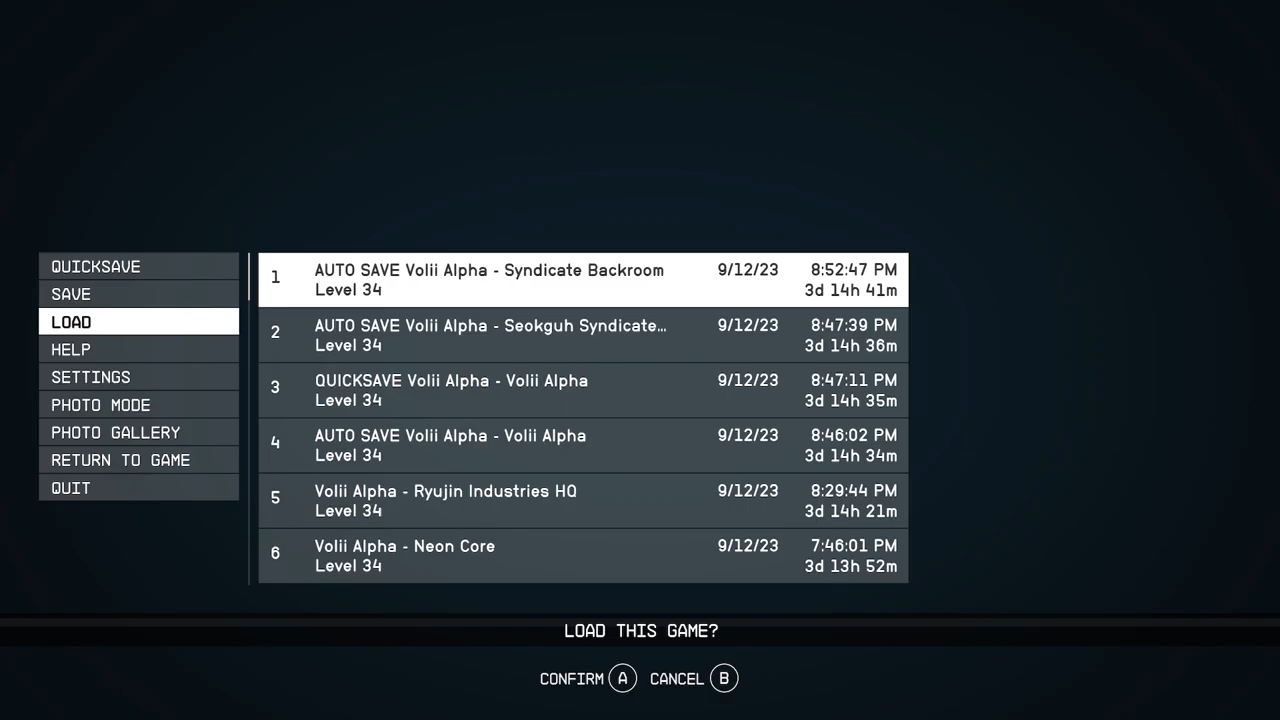 QUICKSAVE
SAVE
LOAD
HELP
SETTINGS
PHOTO MODE
PHOTO GALLERY
RETURN TO GAME
QUIT
1 AUTO SAVE Volii Alpha - Syndicate Backroom 9/12/23 8:52:47 PM
Level 34 3d 14h 41m
2 AUTO SAVE Volii Alpha - Seokguh Syndicate... 9/12/23 8:47:39 PM
Level 34 3d 14h 36m
3 QUICKSAVE Volii Alpha - Volii Alpha 9/12/23 8:47:11 PM
Level 34 3d 14h 35m
4 AUTO SAVE Volii Alpha - Volii Alpha 9/12/23 8:46:02 PM
Level 34 3d 14h 34m
5 Volii Alpha - Ryujin Industries HQ 9/12/23 8:29:44 PM
Level 34 3d 14h 21m
6 Volii Alpha - Neon Core 9/12/23 7:46:01 PM
Level 34 3d 13h 52m
LOAD THIS GAME?
CONFIRM A CANCEL B